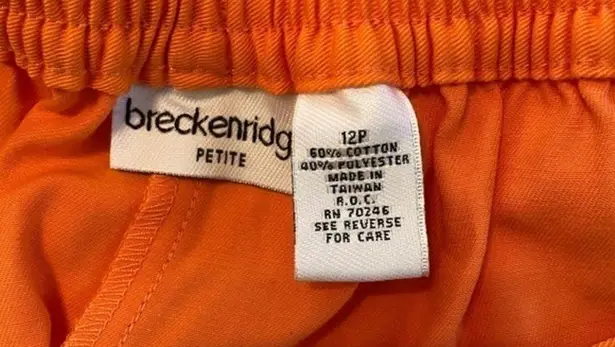 breckenridg
PETITE
12P
60% COTTON
40% POLYESTER
MADE IN
TAIWAN
R.O.C.
RN 70246
SEE REVERSE
FOR CARE